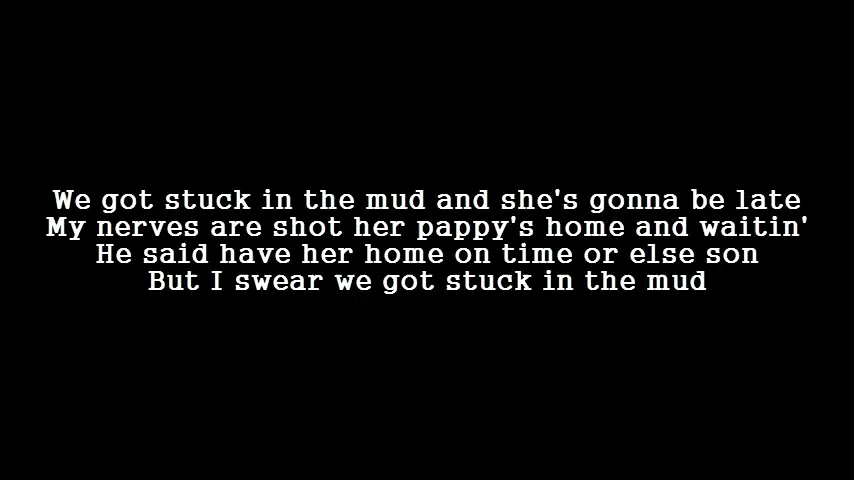 We got stuck in the mud and she's gonna be late
My nerves are shot her pappy's home and waitin'
He said have her home on time or else son
But I swear we got stuck in the mud